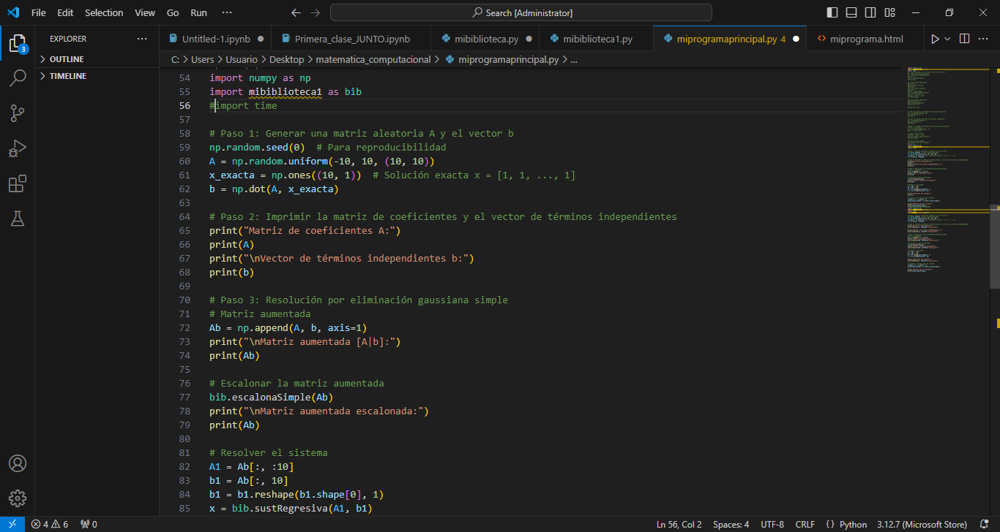 File Edit Selection View Go Run ··· Search [Administrator]
EXPLORER ···
OUTLINE
TIMELINE
3
Untitled-1.ipynb Primera_clase_JUNTO.ipynb mibiblioteca.py mibiblioteca1.py miprogramaprincipal.py 4 miprograma.html
C: > Users > Usuario > Desktop > matematica_computacional > miprogramaprincipal.py > ...
54 import numpy as np
55 import mibiblioteca1 as bib
56 #import time
57
58 # Paso 1: Generar una matriz aleatoria A y el vector b
59 np.random.seed(0)  # Para reproducibilidad
60 A = np.random.uniform(-10, 10, (10, 10))
61 x_exacta = np.ones((10, 1))  # Solución exacta x = [1, 1, ..., 1]
62 b = np.dot(A, x_exacta)
63
64 # Paso 2: Imprimir la matriz de coeficientes y el vector de términos independientes
65 print("Matriz de coeficientes A:")
66 print(A)
67 print("\nVector de términos independientes b:")
68 print(b)
69
70 # Paso 3: Resolución por eliminación gaussiana simple
71 # Matriz aumentada
72 Ab = np.append(A, b, axis=1)
73 print("\nMatriz aumentada [A|b]:")
74 print(Ab)
75
76 # Escalonar la matriz aumentada
77 bib.escalonaSimple(Ab)
78 print("\nMatriz aumentada escalonada:")
79 print(Ab)
80
81 # Resolver el sistema
82 A1 = Ab[:, :10]
83 b1 = Ab[:, 10]
84 b1 = b1.reshape(b1.shape[0], 1)
85 x = bib.sustRegresiva(A1, b1)
4 6 0 Ln 56, Col 2 Spaces: 4 UTF-8 CRLF {} Python 3.12.7 (Microsoft Store)